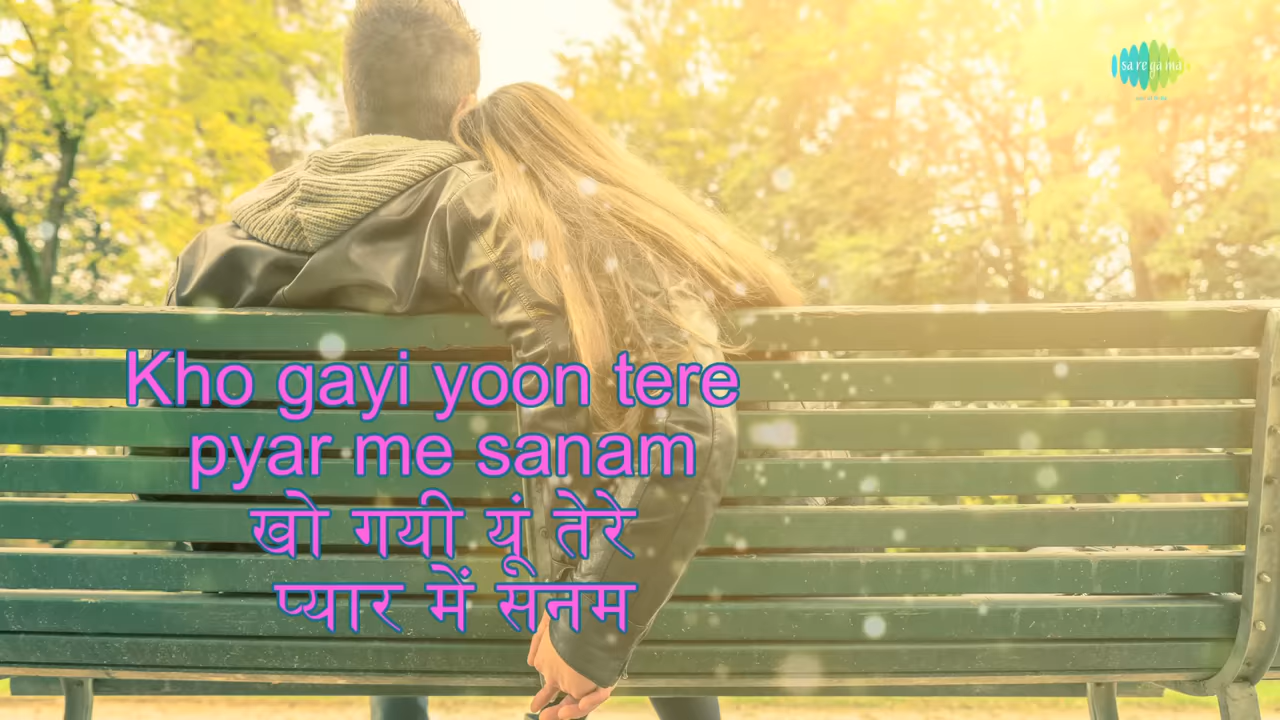 sa re ga ma
Kho gayi yoon tere
pyar me sanam
खो गयी यूं तेरे
प्यार में सनम